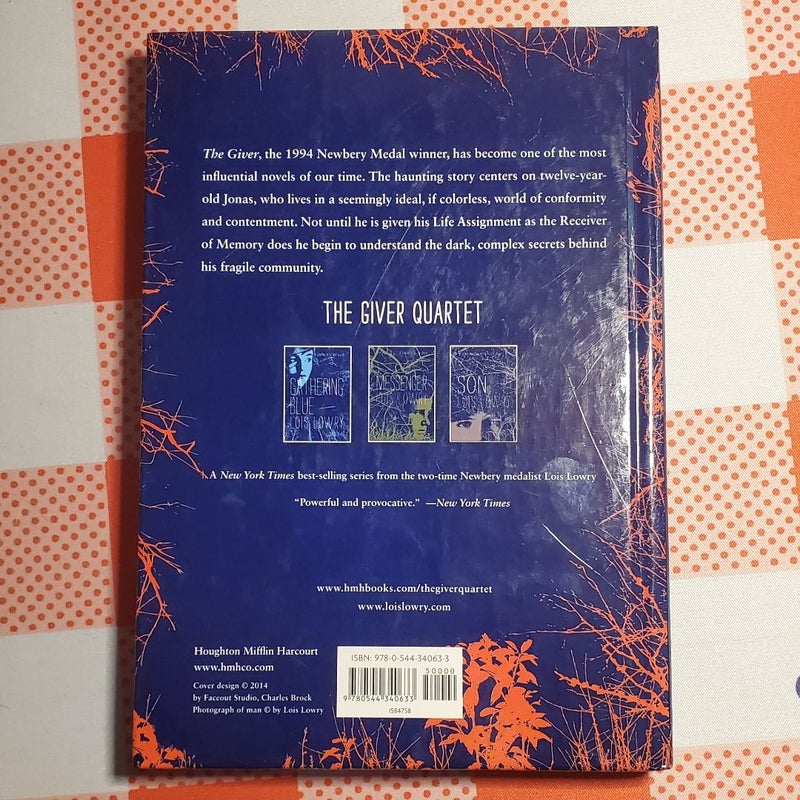 The Giver, the 1994 Newbery Medal winner, has become one of the most
influential novels of our time. The haunting story centers on twelve-year-
old Jonas, who lives in a seemingly ideal, if colorless, world of conformity
and contentment. Not until he is given his Life Assignment as the Receiver
of Memory does he begin to understand the dark, complex secrets behind
his fragile community.
THE GIVER QUARTET
GATHERING
BLUE
LOIS LOWRY
MESSENGER
SON
LOIS LOWRY
A New York Times best-selling series from the two-time Newbery medalist Lois Lowry
“Powerful and provocative.” —New York Times
www.hmhbooks.com/thegiverquartet
www.loislowry.com
Houghton Mifflin Harcourt
www.hmhco.com
Cover design © 2014
by Faceout Studio, Charles Brock
Photograph of man © by Lois Lowry
ISBN: 978-0-544-34063-3
50000
9 780544 340633
1584758